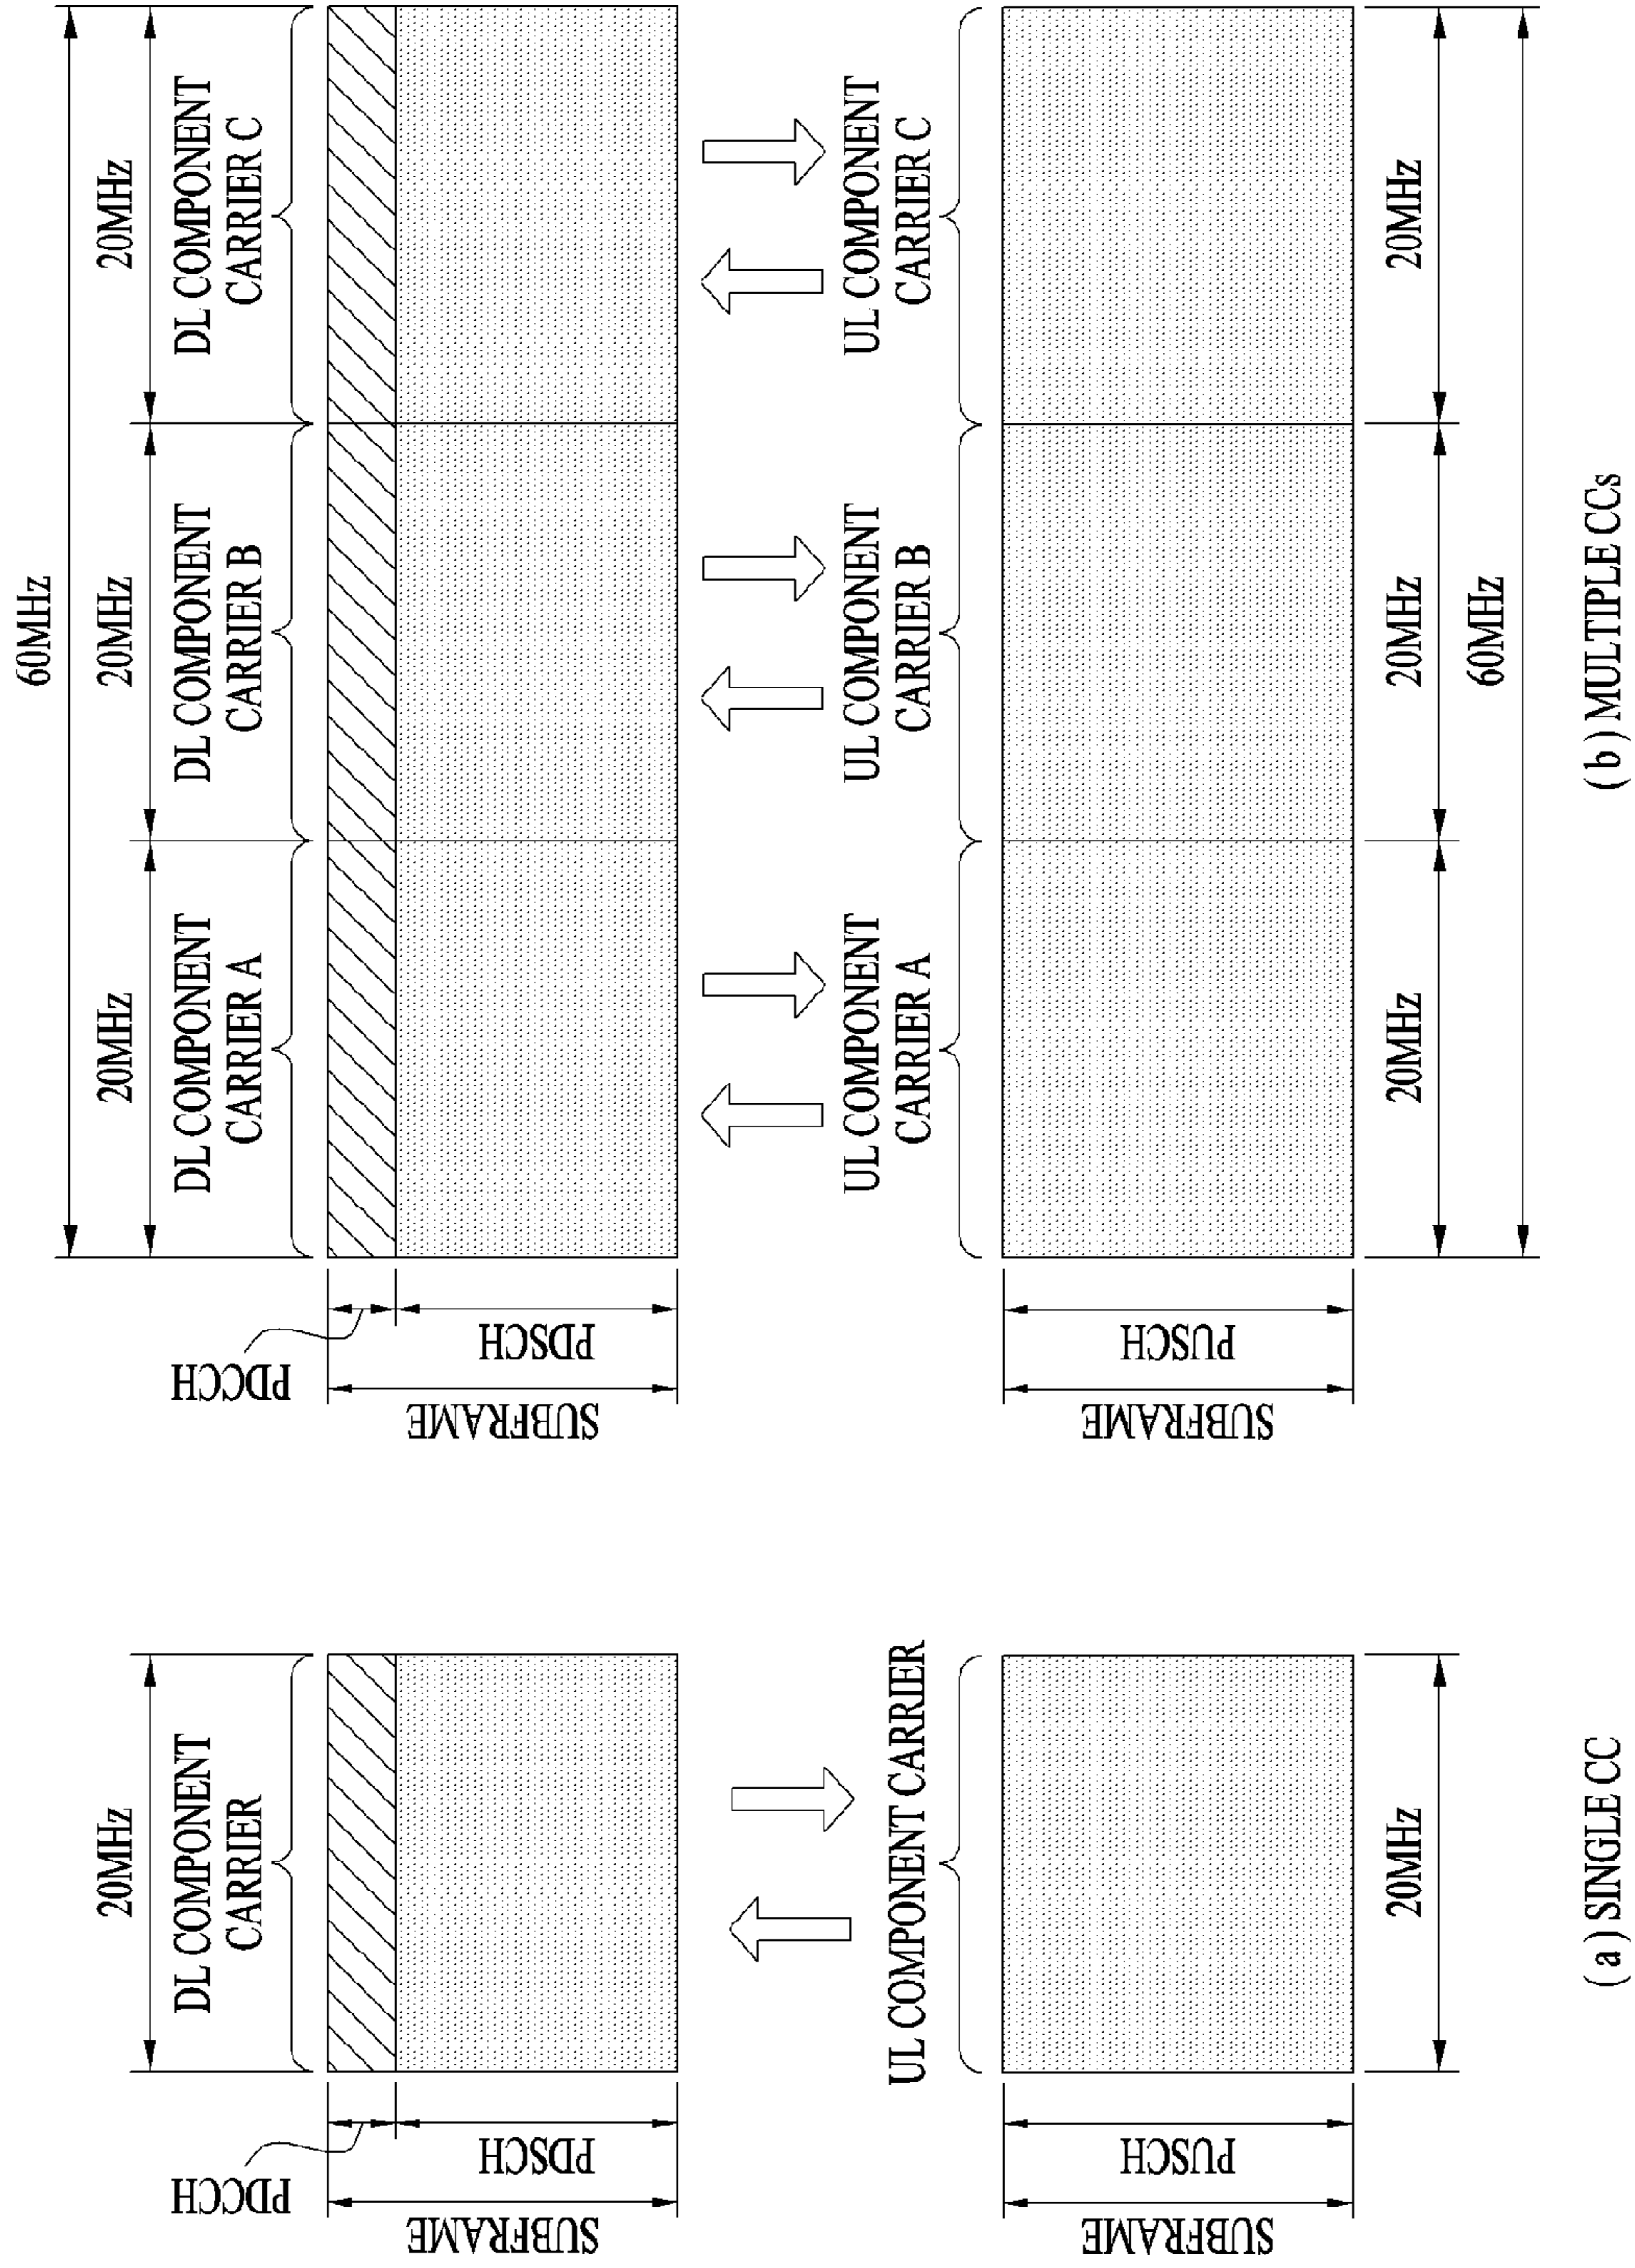 20MHz
DL COMPONENT
CARRIER
PDCCH
PDSCH
SUBFRAME
UL COMPONENT CARRIER
PUSCH
SUBFRAME
20MHz
( a ) SINGLE CC
60MHz
20MHz
20MHz
20MHz
DL COMPONENT
CARRIER A
DL COMPONENT
CARRIER B
DL COMPONENT
CARRIER C
PDCCH
PDSCH
SUBFRAME
UL COMPONENT
CARRIER A
UL COMPONENT
CARRIER B
UL COMPONENT
CARRIER C
PUSCH
SUBFRAME
20MHz
20MHz
20MHz
60MHz
( b ) MULTIPLE CCs